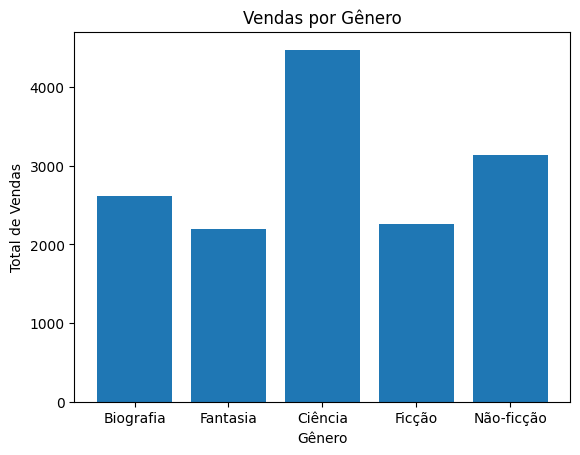 Vendas por Gênero
Total de Vendas
4000
3000
2000
1000
0
Biografia Fantasia Ciência Ficção Não-ficção
Gênero